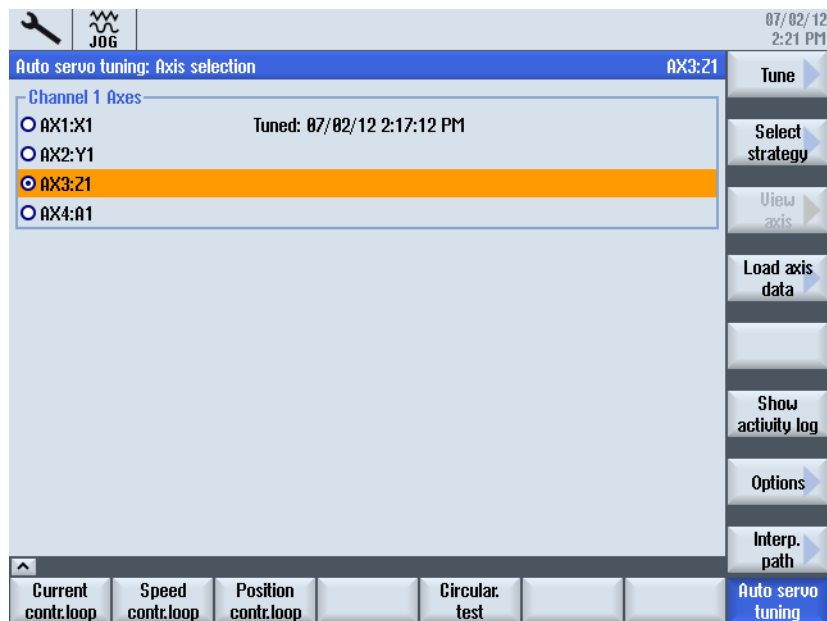 JOG
07/02/12
2:21 PM
Auto servo tuning: Axis selection AX3:Z1
Channel 1 Axes
AX1:X1 Tuned: 07/02/12 2:17:12 PM
AX2:Y1
AX3:Z1
AX4:A1
Tune
Select
strategy
View
axis
Load axis
data
Show
activity log
Options
Interp.
path
Current
contr.loop
Speed
contr.loop
Position
contr.loop
Circular.
test
Auto servo
tuning